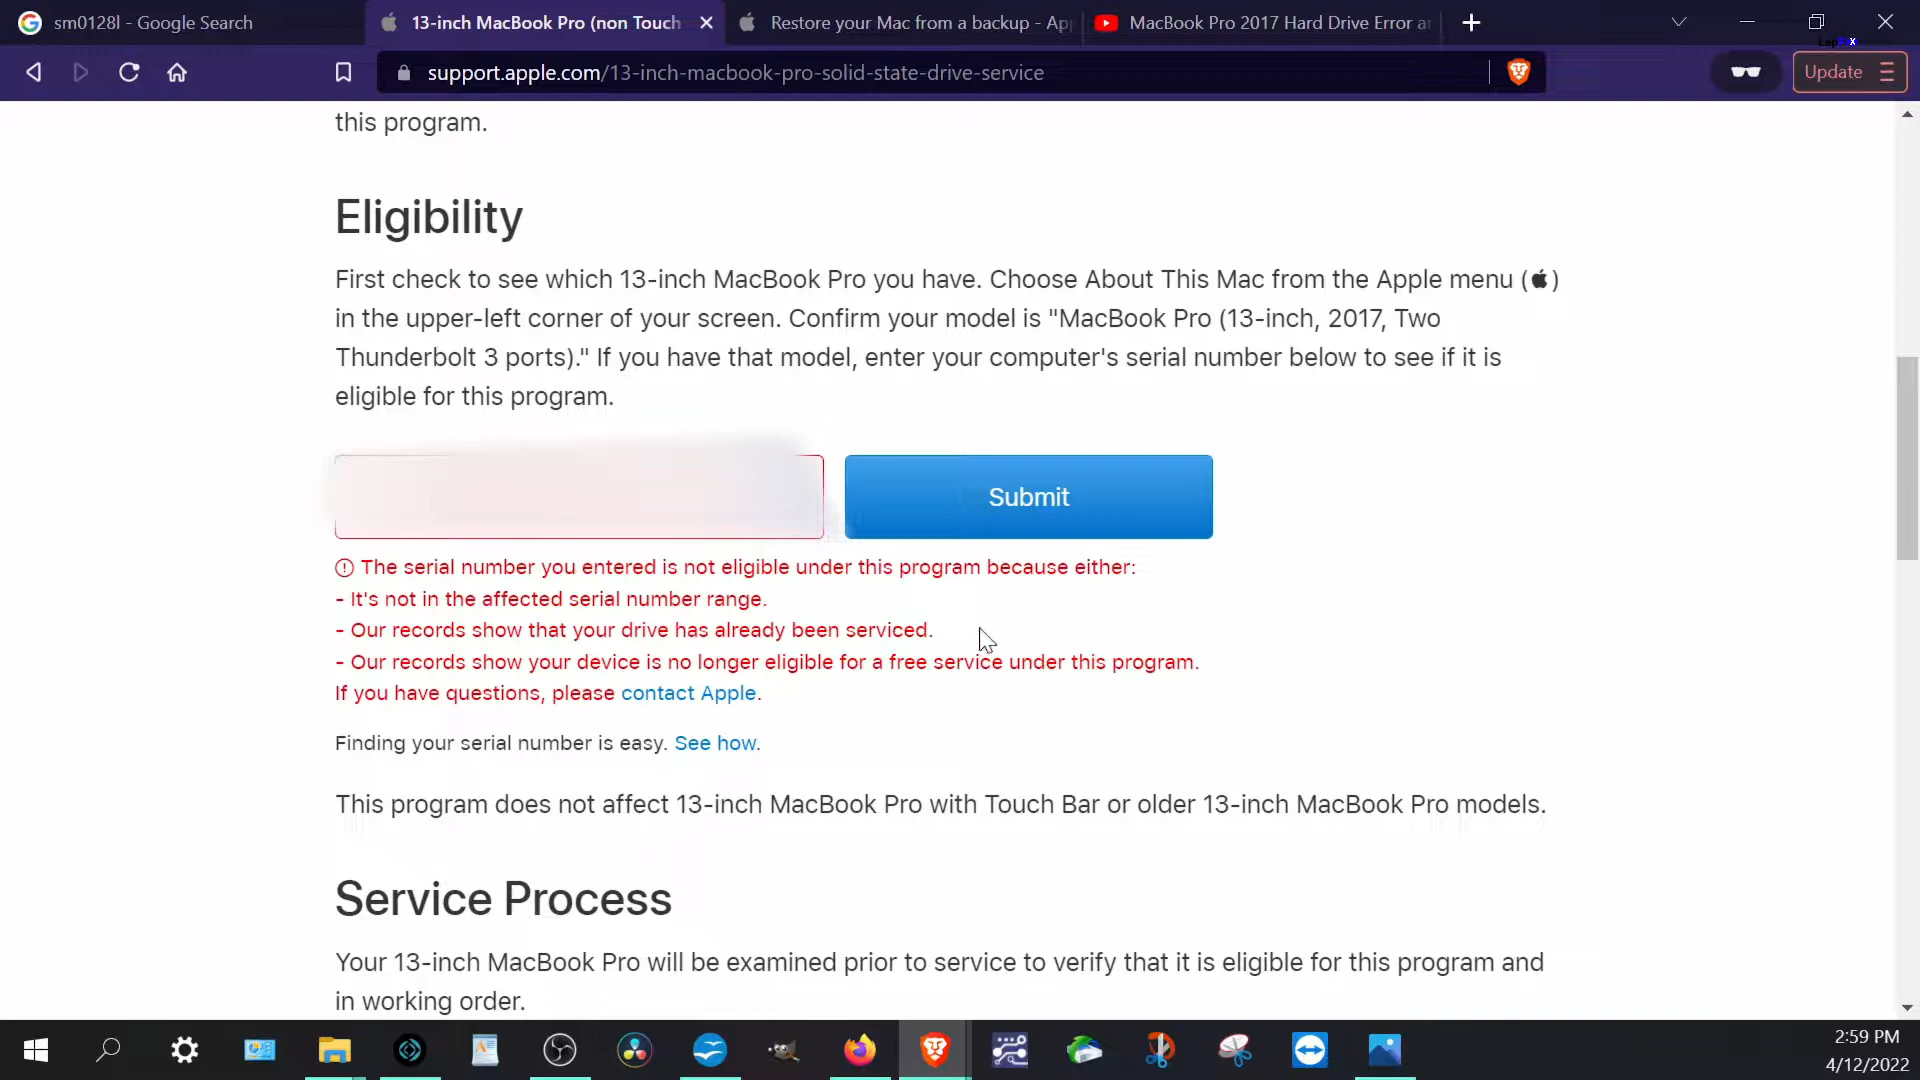 sm0128l - Google Search
13-inch MacBook Pro (non Touch
Restore your Mac from a backup - Ap
MacBook Pro 2017 Hard Drive Error a
support.apple.com/13-inch-macbook-pro-solid-state-drive-service
Update
this program.
Eligibility
First check to see which 13-inch MacBook Pro you have. Choose About This Mac from the Apple menu ()
in the upper-left corner of your screen. Confirm your model is "MacBook Pro (13-inch, 2017, Two
Thunderbolt 3 ports)." If you have that model, enter your computer's serial number below to see if it is
eligible for this program.
Submit
The serial number you entered is not eligible under this program because either:
- It's not in the affected serial number range.
- Our records show that your drive has already been serviced.
- Our records show your device is no longer eligible for a free service under this program.
If you have questions, please contact Apple.
Finding your serial number is easy. See how.
This program does not affect 13-inch MacBook Pro with Touch Bar or older 13-inch MacBook Pro models.
Service Process
Your 13-inch MacBook Pro will be examined prior to service to verify that it is eligible for this program and
in working order.
2:59 PM
4/12/2022